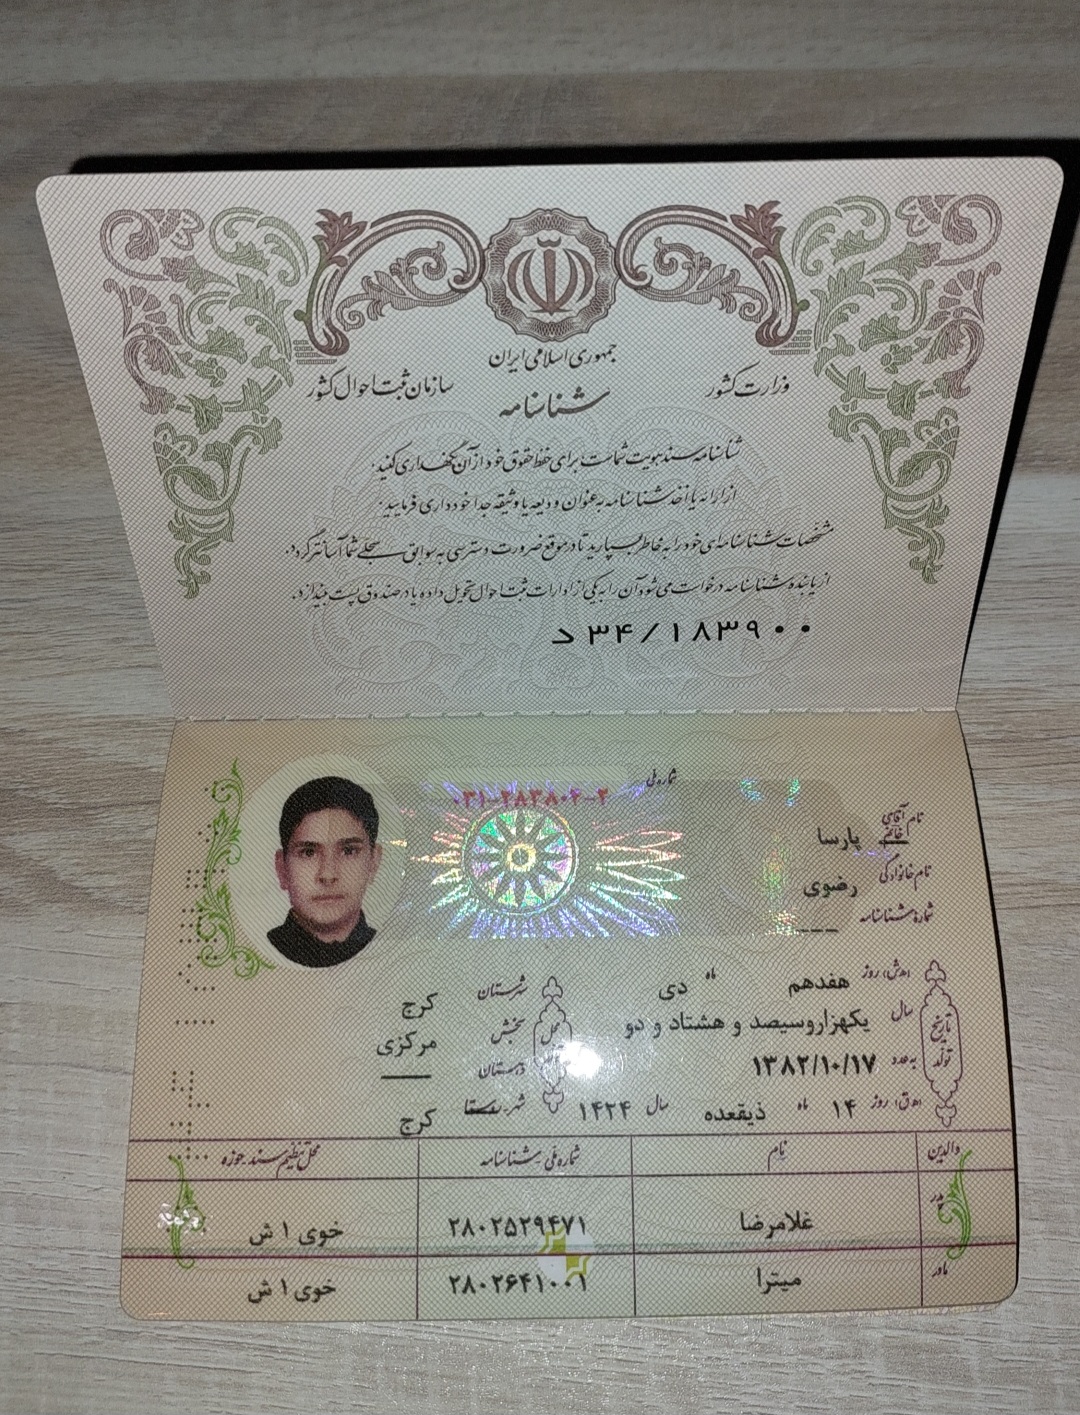 جمهوری اسلامی ایران
وزارت کشور
سازمان ثبت احوال کشور
شناسنامه
شناسنامه سند هویت شماست برای حفظ حقوق خود از آن نگهداری کنید.
از ارائه یا اخذ شناسنامه به عنوان ودیعه یا وثیقه جدا خودداری فرمایید.
مشخصات شناسنامه‌ای خود را به خاطر بسپارید تا در موقع ضرورت دسترسی به سوابق سجلی شما آسانتر گردد.
از یابنده شناسنامه درخواست می‌شود آن را به یکی از ادارات ثبت احوال تحویل داده یا در صندوق پست بیندازد.
د۳۴/۱۸۳۹۰۰
شماره ملی ۰۳۱-۲۸۳۸۰۴-۲
نام آقای خانم پارسا
نام خانوادگی رضوی
شماره شناسنامه ----
تاریخ تولد
(ه.ش) روز هفدهم ماه دی
سال یکهزاروسیصد و هشتاد و دو
به عدد ۱۳۸۲/۱۰/۱۷
(ه.ق) روز ۱۴ ماه ذیقعده سال ۱۴۲۴
محل تولد
شهرستان کرج
بخش مرکزی
دهستان ——
شهر-روستا کرج
والدین نام شماره ملی-شناسنامه محل تنظیم سند-حوزه
پدر غلامرضا ۲۸۰۲۵۲۹۴۷۱ خوی ۱ ش
مادر میترا ۲۸۰۲۶۴۱۰۰۱ خوی ۱ ش